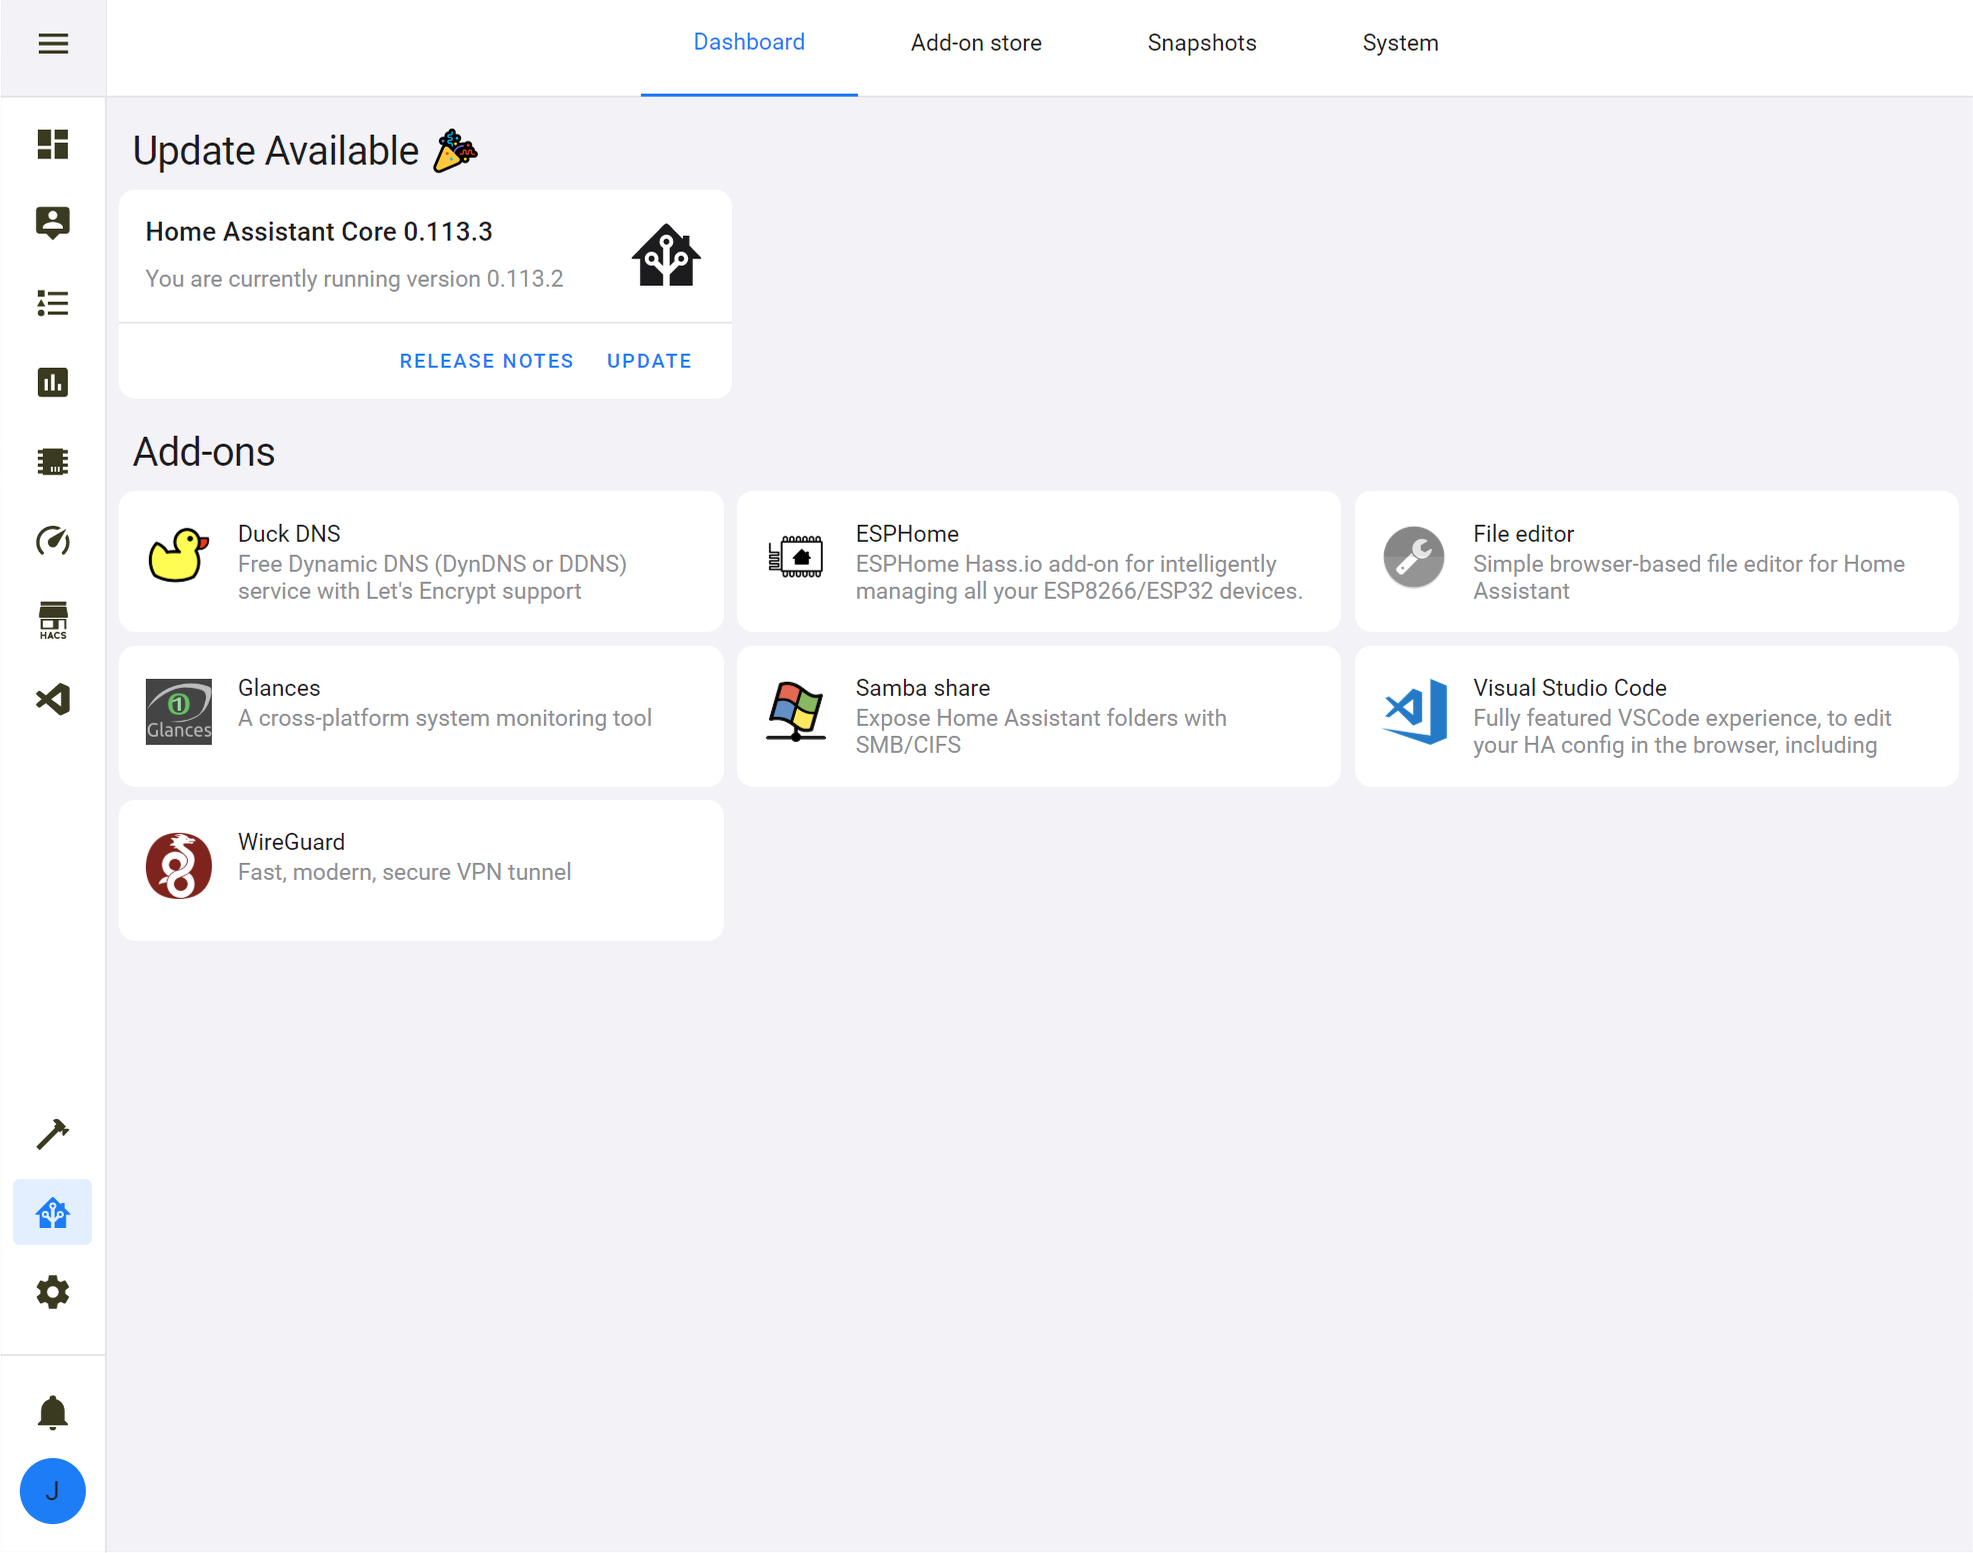 Dashboard
Add-on store
Snapshots
System
Update Available
Home Assistant Core 0.113.3
You are currently running version 0.113.2
RELEASE NOTES
UPDATE
Add-ons
Duck DNS
Free Dynamic DNS (DynDNS or DDNS)
service with Let's Encrypt support
ESPHome
ESPHome Hass.io add-on for intelligently
managing all your ESP8266/ESP32 devices.
File editor
Simple browser-based file editor for Home
Assistant
HACS
Glances
Glances
A cross-platform system monitoring tool
Samba share
Expose Home Assistant folders with
SMB/CIFS
Visual Studio Code
Fully featured VSCode experience, to edit
your HA config in the browser, including
WireGuard
Fast, modern, secure VPN tunnel
J